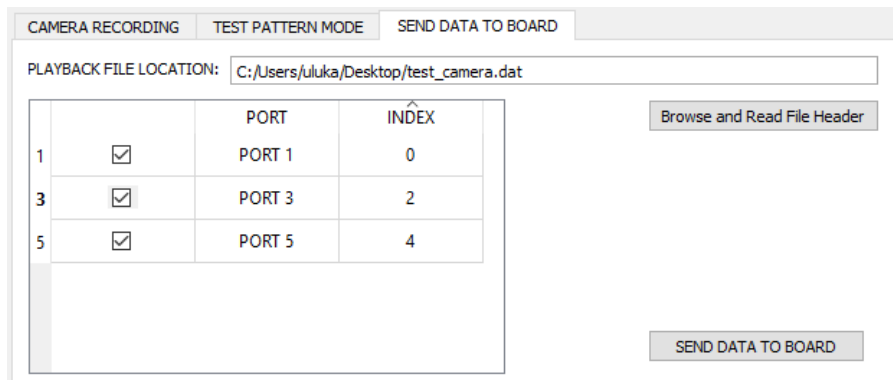 CAMERA RECORDING TEST PATTERN MODE SEND DATA TO BOARD
PLAYBACK FILE LOCATION: C:/Users/uluka/Desktop/test_camera.dat
PORT INDEX
Browse and Read File Header
1 PORT 1 0
3 PORT 3 2
5 PORT 5 4
SEND DATA TO BOARD